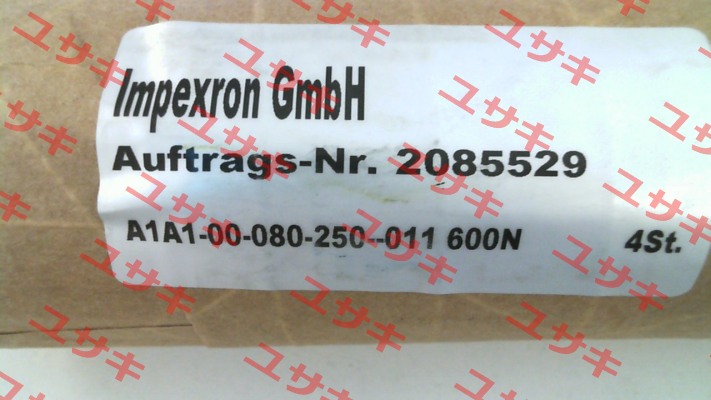 Impexron GmbH
Auftrags-Nr. 2085529
A1A1-00-080-250--011 600N 4St.
ユサキ